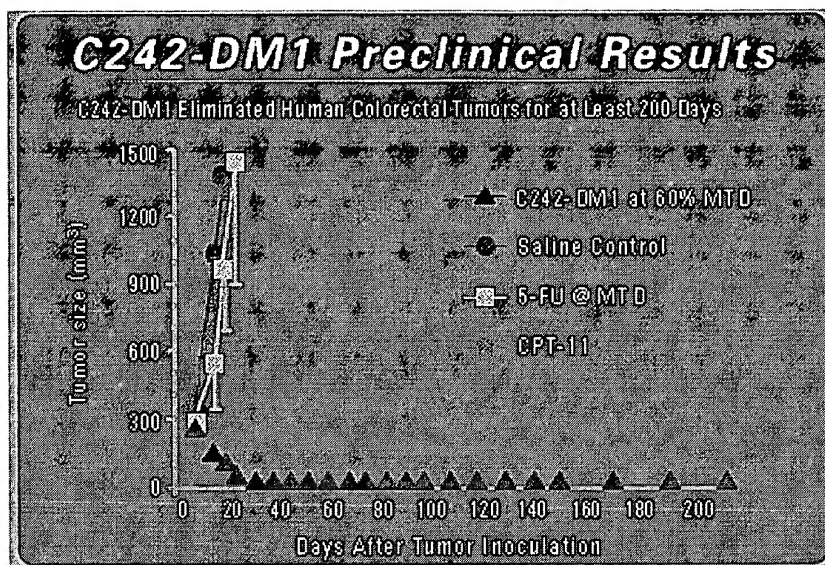 C242-DM1 Preclinical Results
C242-DM1 Eliminated Human Colorectal Tumors for at Least 200 Days
1500
1200
900
600
300
0
Tumor size (mm³)
C242-DM1 at 60% MTD
Saline Control
5-FU @ MTD
CPT-11
0 20 40 60 80 100 120 140 160 180 200
Days After Tumor Inoculation